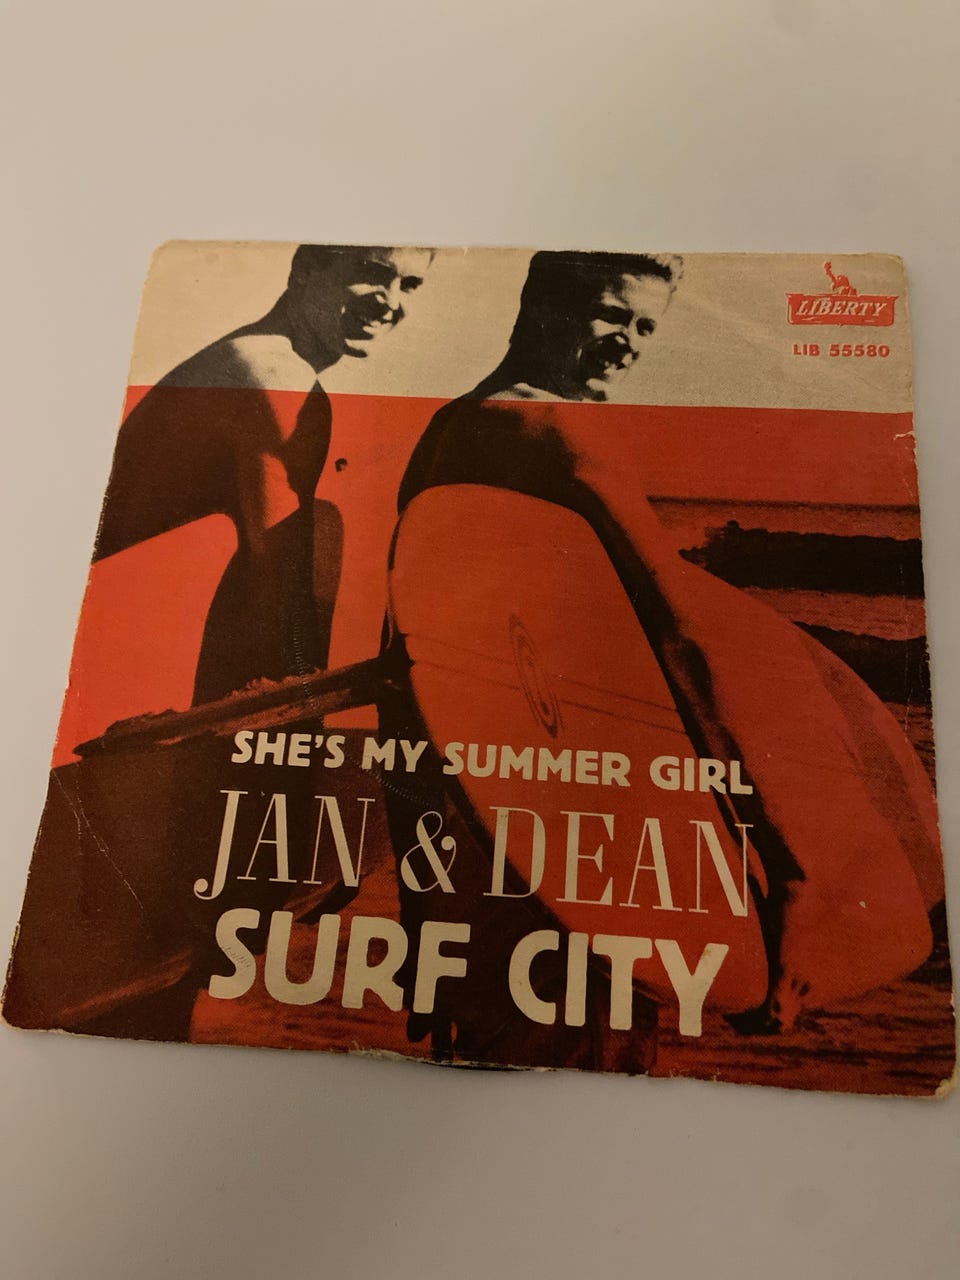 LIBERTY
LIB 55580
SHE'S MY SUMMER GIRL
JAN & DEAN
SURF CITY